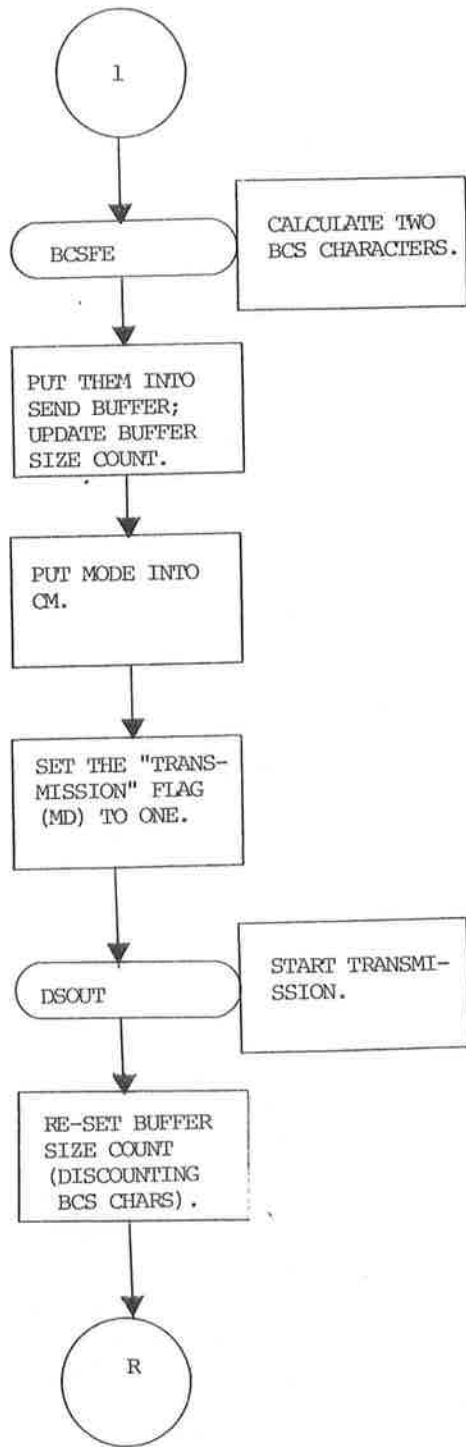 1
BCSFE
CALCULATE TWO
BCS CHARACTERS.
PUT THEM INTO
SEND BUFFER;
UPDATE BUFFER
SIZE COUNT.
PUT MODE INTO
CM.
SET THE "TRANS-
MISSION" FLAG
(MD) TO ONE.
DSOUT
START TRANSMI-
SSION.
RE-SET BUFFER
SIZE COUNT
(DISCOUNTING
BCS CHARS).
R